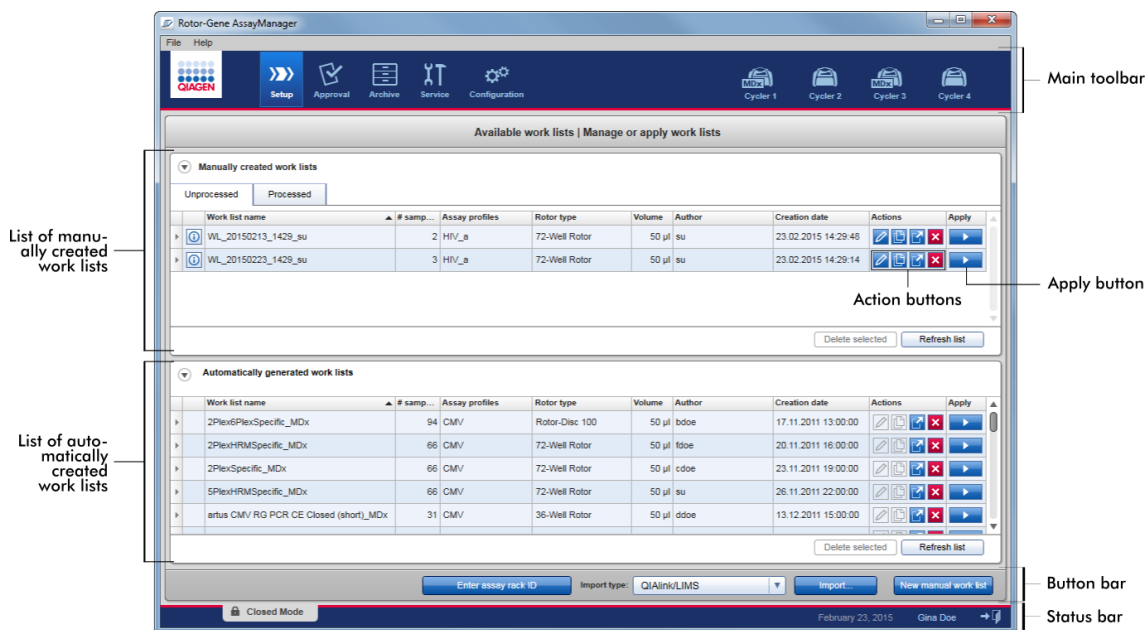 Rotor-Gene AssayManager
File Help
QIAGEN
Setup Approval Archive Service Configuration
MDx Cycler 1 Cycler 2 MDx Cycler 3 Cycler 4
Main toolbar
Available work lists | Manage or apply work lists
Manually created work lists
Unprocessed Processed
Work list name # samp... Assay profiles Rotor type Volume Author Creation date Actions Apply
WL_20150213_1429_su 2 HIV_a 72-Well Rotor 50 µl su 23.02.2015 14:29:48
WL_20150223_1429_su 3 HIV_a 72-Well Rotor 50 µl su 23.02.2015 14:29:14
List of manu-
ally created
work lists
Action buttons
Apply button
Delete selected Refresh list
Automatically generated work lists
Work list name # samp... Assay profiles Rotor type Volume Author Creation date Actions Apply
2Plex6PlexSpecific_MDx 94 CMV Rotor-Disc 100 50 µl bdoe 17.11.2011 13:00:00
2PlexHRMSpecific_MDx 66 CMV 72-Well Rotor 50 µl fdoe 20.11.2011 16:00:00
2PlexSpecific_MDx 66 CMV 72-Well Rotor 50 µl cdoe 23.11.2011 19:00:00
5PlexHRMSpecific_MDx 66 CMV 72-Well Rotor 50 µl su 26.11.2011 22:00:00
artus CMV RG PCR CE Closed (short)_MDx 31 CMV 36-Well Rotor 50 µl ddoe 13.12.2011 15:00:00
List of auto-
matically
created
work lists
Delete selected Refresh list
Enter assay rack ID Import type: QIAlink/LIMS Import... New manual work list
Button bar
Closed Mode February 23, 2015 Gina Doe
Status bar